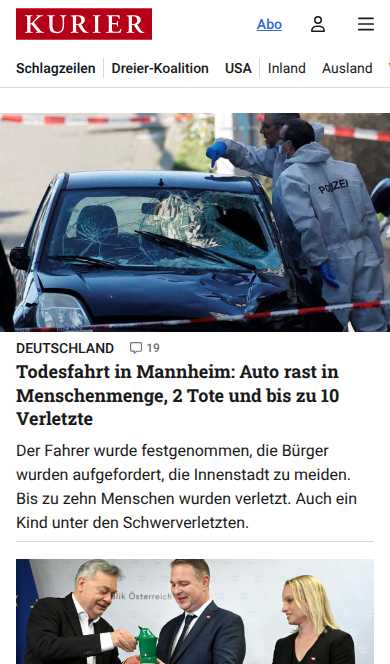 KURIER
Abo
Schlagzeilen Dreier-Koalition USA Inland Ausland
POLIZEI
DEUTSCHLAND 19
Todesfahrt in Mannheim: Auto rast in
Menschenmenge, 2 Tote und bis zu 10
Verletzte
Der Fahrer wurde festgenommen, die Bürger
wurden aufgefordert, die Innenstadt zu meiden.
Bis zu zehn Menschen wurden verletzt. Auch ein
Kind unter den Schwerverletzten.
blik Österreich